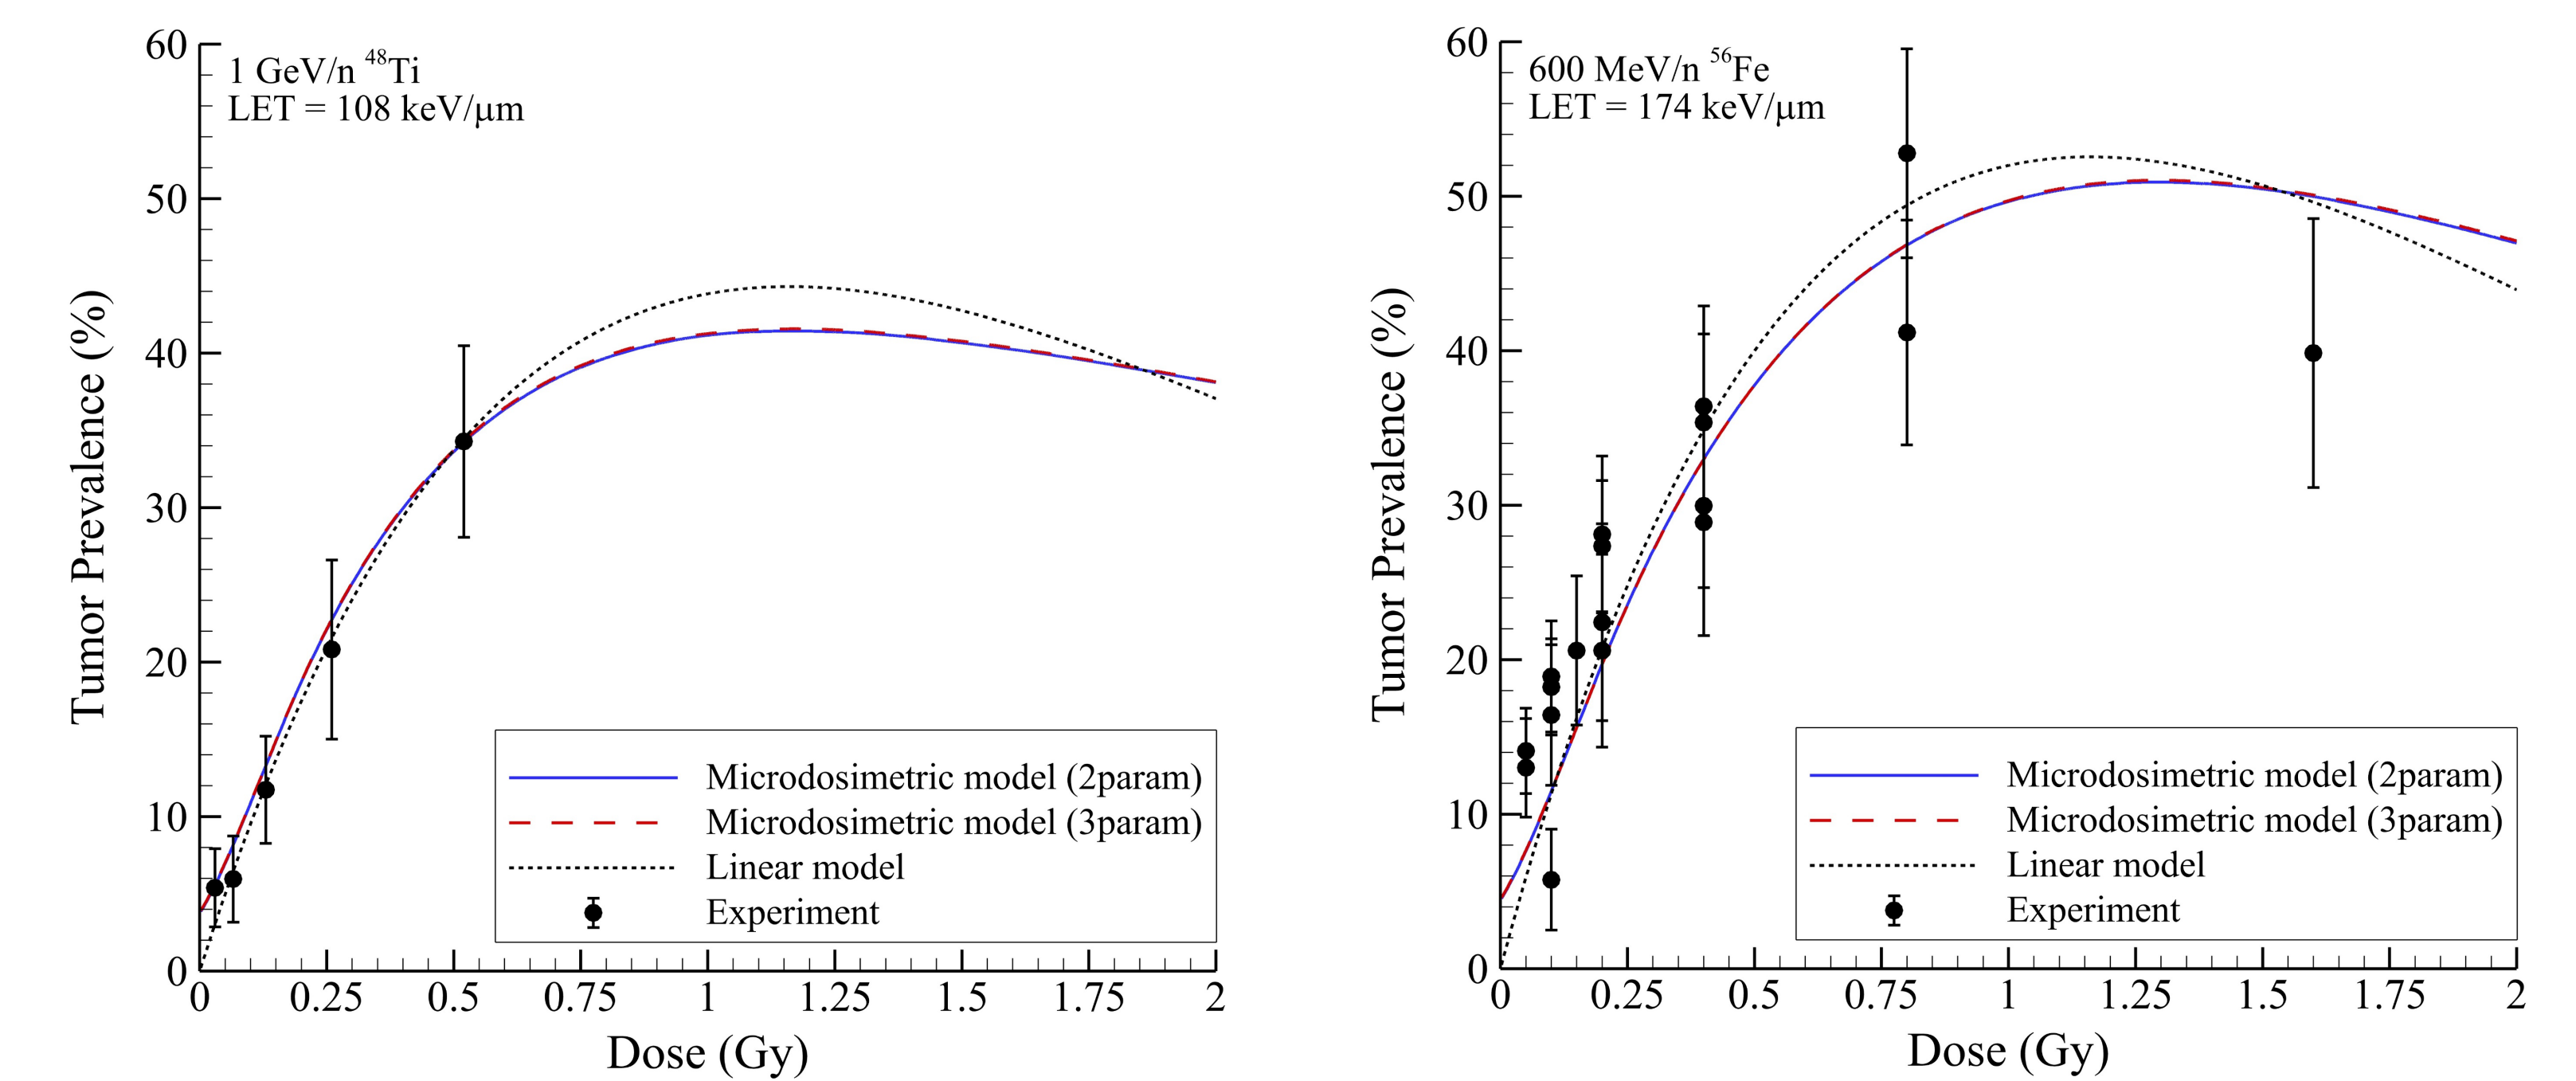 1 GeV/n ⁴⁸Ti
LET = 108 keV/μm
Tumor Prevalence (%)
60
50
40
30
20
10
0
0 0.25 0.5 0.75 1 1.25 1.5 1.75 2
Dose (Gy)
Microdosimetric model (2param)
Microdosimetric model (3param)
Linear model
Experiment
600 MeV/n ⁵⁶Fe
LET = 174 keV/μm
Tumor Prevalence (%)
60
50
40
30
20
10
0
0 0.25 0.5 0.75 1 1.25 1.5 1.75 2
Dose (Gy)
Microdosimetric model (2param)
Microdosimetric model (3param)
Linear model
Experiment